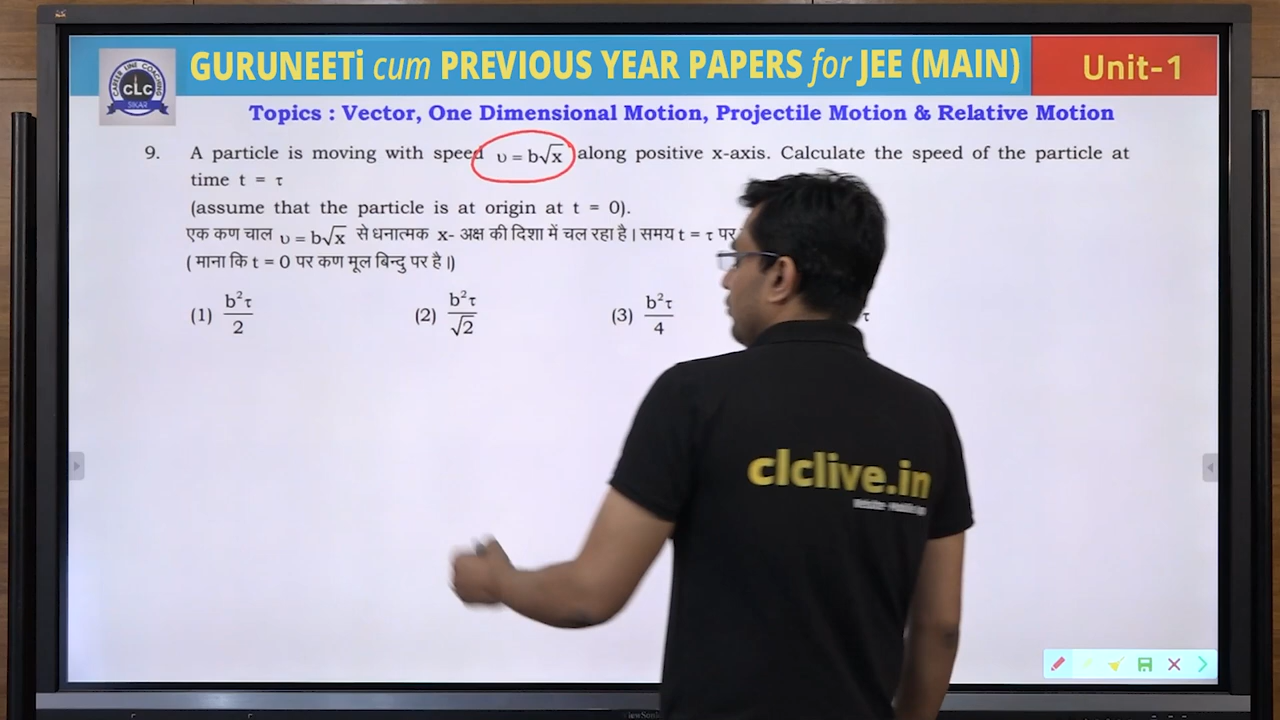 GURUNEETi cum PREVIOUS YEAR PAPERS for JEE (MAIN)
Unit-1
CAREER LINE COACHING
CLC
SIKAR
Topics : Vector, One Dimensional Motion, Projectile Motion & Relative Motion
9. A particle is moving with speed υ = b√x along positive x-axis. Calculate the speed of the particle at
time t = τ
(assume that the particle is at origin at t = 0).
एक कण चाल υ = b√x से धनात्मक x- अक्ष की दिशा में चल रहा है। समय t = τ पर
( माना कि t = 0 पर कण मूल बिन्दु पर है।)
(1) b²τ/2 (2) b²τ/√2 (3) b²τ/4 τ
clclive.in